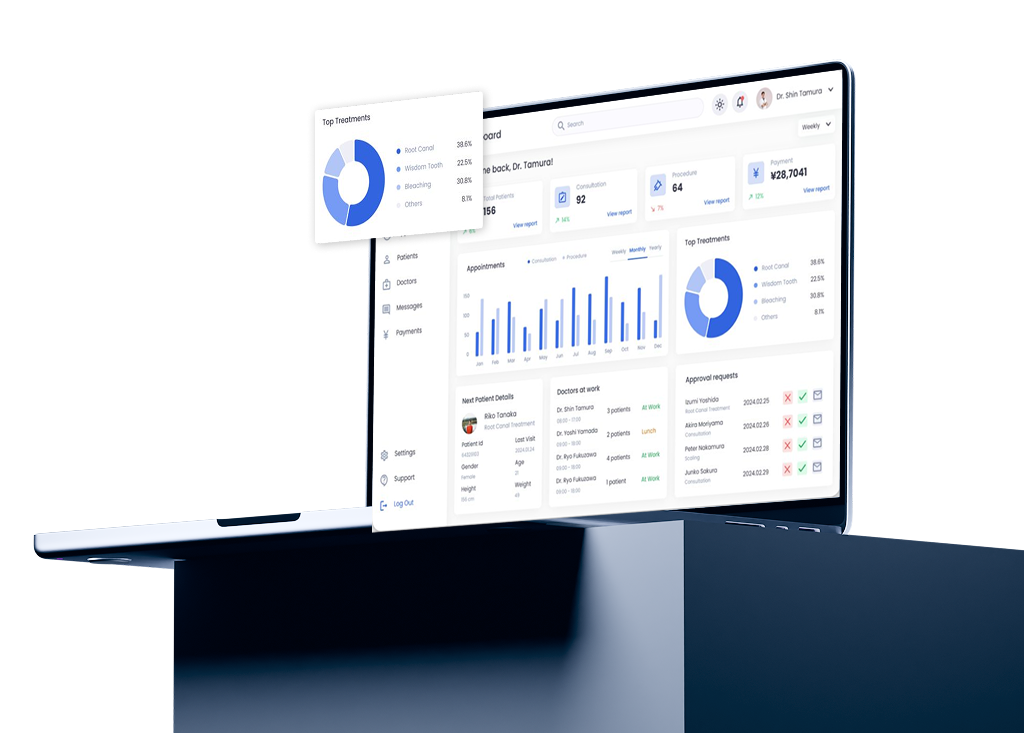 Top Treatments
Root Canal 38.6%
Wisdom Tooth 22.5%
Bleaching 30.8%
Others 8.1%
oard
Search
Dr. Shin Tamura
Weekly
me back, Dr. Tamura!
Total Patients
156
View report
Consultation
92
14%
View report
Procedure
64
7%
View report
Payment
¥28,7041
12%
View report
Patients
Doctors
Messages
Payments
Settings
Support
Log Out
Appointments
Consultation Procedure
Weekly Monthly Yearly
150
100
50
0
Jan Feb Mar Apr May Jun Jul Aug Sep Oct Nov Dec
Top Treatments
Root Canal 38.6%
Wisdom Tooth 22.5%
Bleaching 30.8%
Others 8.1%
Next Patient Details
Riko Tanaka
Root Canal Treatment
Patient Id Last Visit
2024.01.24
Gender Age
Female 21
Height Weight
Doctors at work
Dr. Shin Tamura 3 patients At Work
08:00 - 17:00
Dr. Yoshi Yamada 2 patients Lunch
09:00 - 18:00
Dr. Ryo Fukuzawa 4 patients At Work
09:00 - 18:00
Dr. Ryo Fukuzawa 1 patient At Work
09:00 - 18:00
Approval requests
Izumi Yoshida 2024.02.25
Root Canal Treatment
Akira Moriyama 2024.02.26
Consultation
Peter Nakamura 2024.02.28
Scaling
Junko Sakura 2024.02.29
Consultation